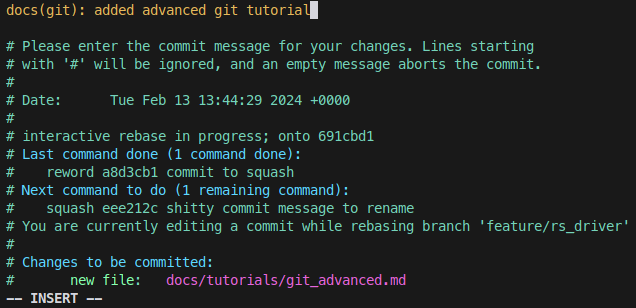 docs(git): added advanced git tutorial
# Please enter the commit message for your changes. Lines starting
# with '#' will be ignored, and an empty message aborts the commit.
#
# Date:      Tue Feb 13 13:44:29 2024 +0000
#
# interactive rebase in progress; onto 691cbd1
# Last command done (1 command done):
#    reword a8d3cb1 commit to squash
# Next command to do (1 remaining command):
#    squash eee212c shitty commit message to rename
# You are currently editing a commit while rebasing branch 'feature/rs_driver'
#
# Changes to be committed:
#       new file:   docs/tutorials/git_advanced.md
-- INSERT --